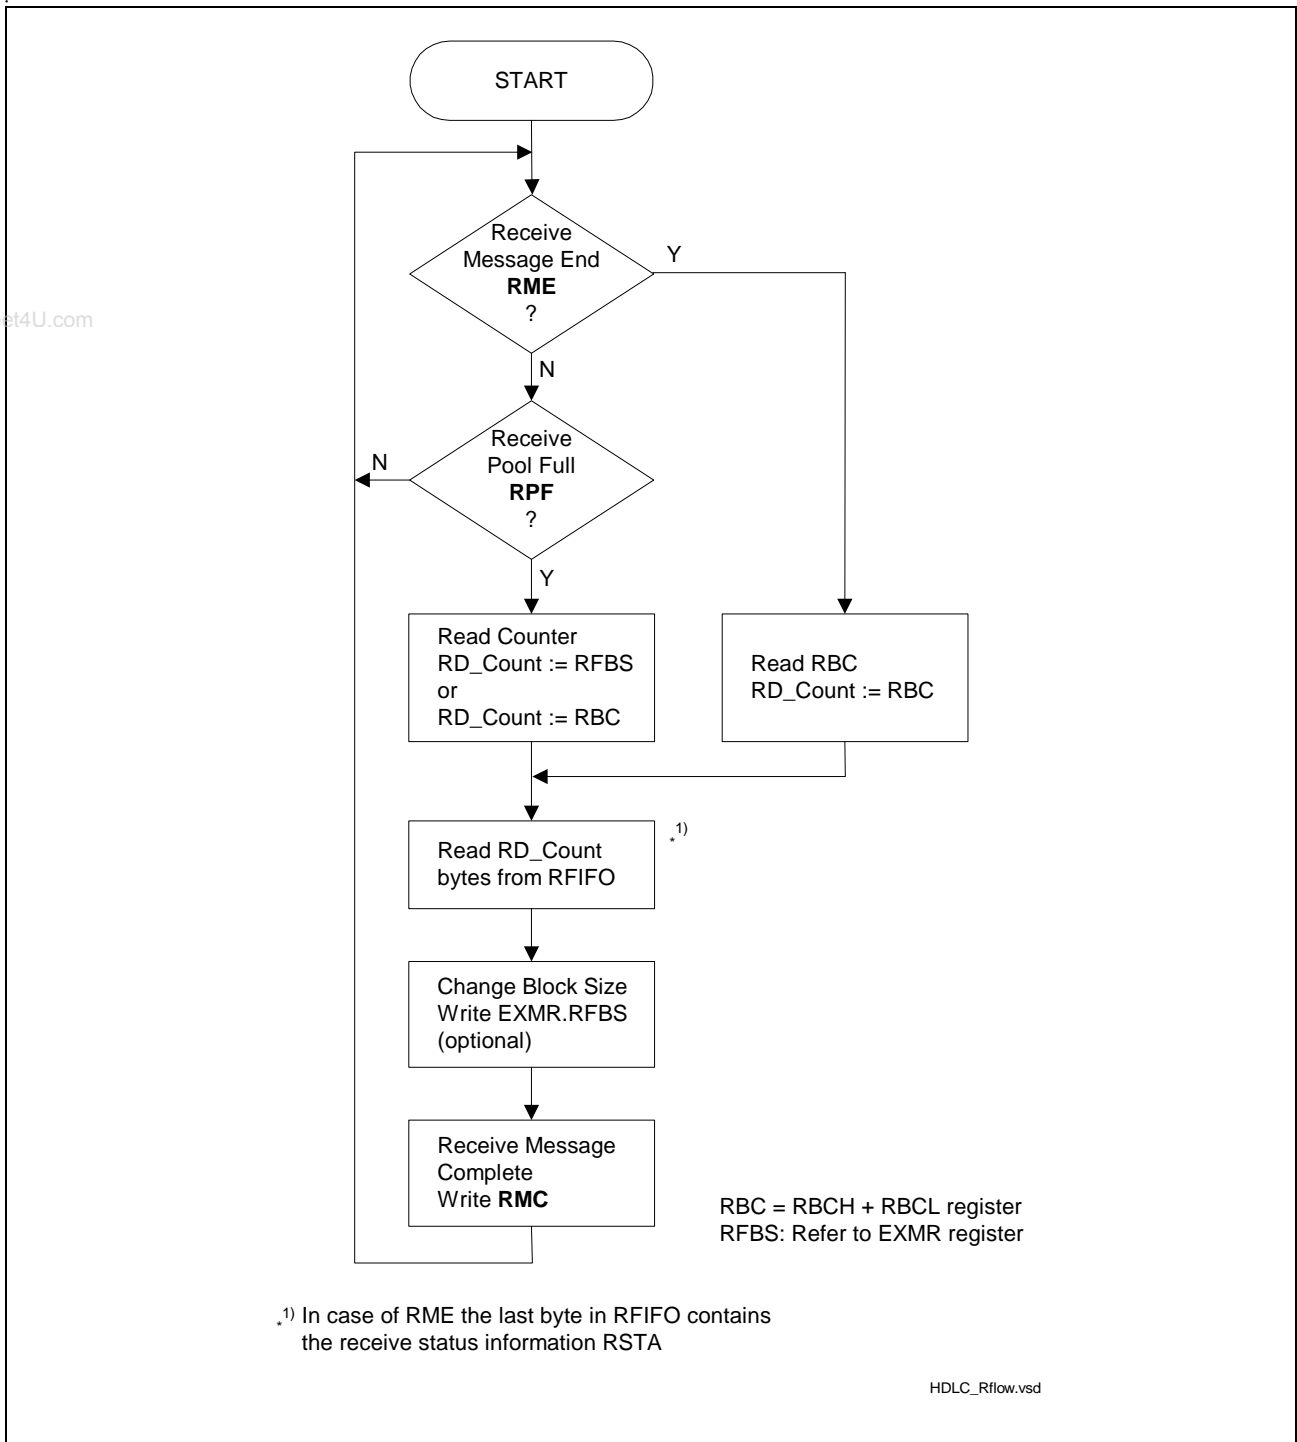 START
Receive
Message End
RME
?
Y
et4U.com
N
Receive
Pool Full
RPF
?
N
Y
Read Counter
RD_Count := RFBS
or
RD_Count := RBC
Read RBC
RD_Count := RBC
Read RD_Count
bytes from RFIFO
*1)
Change Block Size
Write EXMR.RFBS
(optional)
Receive Message
Complete
Write RMC
RBC = RBCH + RBCL register
RFBS: Refer to EXMR register
*1) In case of RME the last byte in RFIFO contains
the receive status information RSTA
HDLC_Rflow.vsd